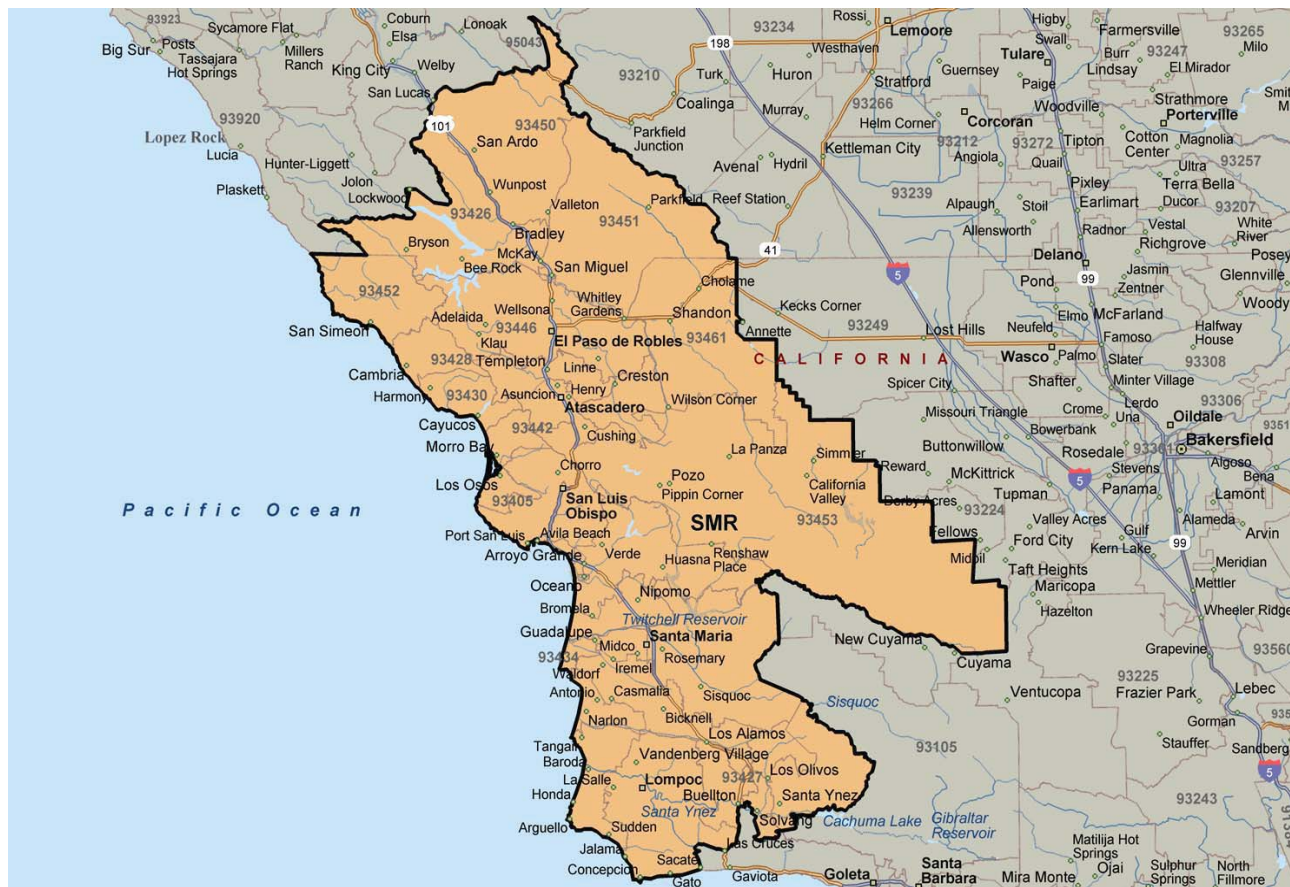 93923
Coburn
Lonoak
93234
Rossi
Lemoore
Higby
Farmersville
93265
Sycamore Flat
Elsa
95043
198
Westhaven
Tulare
Swall
Burr
93247
Milo
Big Sur
Posts
Millers
Ranch
Tassajara
Hot Springs
King City
Welby
93210
Turk
Huron
Stratford
Guernsey
Paige
Lindsay
El Mirador
San Lucas
Coalinga
Murray
93266
Woodville
Strathmore
Porterville
93920
101
93450
Parkfield
Junction
Helm Corner
Corcoran
Tipton
Cotton
Center
Magnolia
Lopez Rock
Lucia
Hunter-Liggett
San Ardo
Avenal
Hydril
Kettleman City
93212
Angiola
93272
Quail
93257
Ultra
Plaskett
Jolon
Lockwood
Wunpost
Valleton
Parkfield
Reef Station
93239
Pixley
Earlimart
Terra Bella
Ducor
93207
93426
93451
Alpaugh
Stoil
Allensworth
Radnor
Vestal
Richgrove
White
River
Bryson
Bradley
McKay
41
Delano
Posey
Bee Rock
San Miguel
5
Pond
99
Jasmin
Zentner
Glennville
93452
Cholame
Woody
Wellsona
Whitley
Gardens
Kecks Corner
Elmo
McFarland
San Simeon
Adelaida
93446
Shandon
Annette
93249
Lost Hills
Neufeld
Famoso
Halfway
House
Klau
El Paso de Robles
93461
CALIFORNIA
Wasco
Palmo
Slater
93308
93428
Templeton
Linne
Cambria
Creston
Spicer City
Shafter
Minter Village
Harmony
93430
Asuncion
Henry
Wilson Corner
Lerdo
93306
Atascadero
Missouri Triangle
Crome
Una
Oildale
Cayucos
93442
Cushing
Buttonwillow
Bowerbank
Bakersfield
Morro Bay
La Panza
Simmer
Rosedale
Chorro
Pozo
Reward
McKittrick
5
Stevens
Algoso
Bena
Los Osos
93405
San Luis
Obispo
Pippin Corner
California
Valley
Derby Acres
Tupman
Panama
Lamont
Pacific Ocean
SMR
93453
93224
Valley Acres
Gulf
Alameda
Arvin
Port San Luis
Avila Beach
Fellows
Ford City
Kern Lake
99
Arroyo Grande
Verde
Huasna
Renshaw
Place
Midoil
Taft Heights
Meridian
Oceano
Maricopa
Mettler
Nipomo
Hazelton
Bromela
Twitchell Reservoir
Wheeler Ridge
Guadalupe
Santa Maria
New Cuyama
Midco
Rosemary
Cuyama
Grapevine
93434
Waldorf
Iremel
93225
Antonio
Casmalia
Sisquoc
Ventucopa
Frazier Park
Lebec
Sisquoc
Narlon
Bicknell
Gorman
Los Alamos
Stauffer
Sandberg
Tangair
Baroda
Vandenberg Village
93105
5
La Salle
Lompoc
93427
Los Olivos
Honda
Buellton
Santa Ynez
93243
Arguello
Santa Ynez
Solvang
Cachuma Lake
Gibraltar
Reservoir
Sudden
Las Cruces
Matilija Hot
Springs
Jalama
Sacate
Ojai
Concepcion
Gato
Gaviota
Goleta
Santa
Barbara
Mira Monte
Sulphur
Springs
North
Fillmore